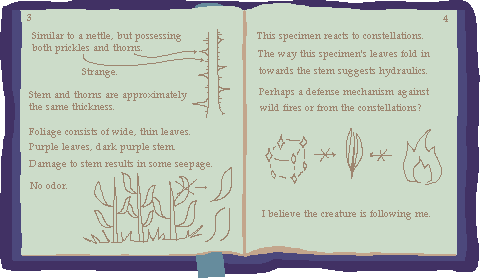 3
Similar to a nettle, but possessing
both prickles and thorns.
Strange.
Stem and thorns are approximately
the same thickness.
Foliage consists of wide, thin leaves.
Purple leaves, dark purple stem.
Damage to stem results in some seepage.
No odor.
4
This specimen reacts to constellations.
The way this specimen's leaves fold in
towards the stem suggests hydraulics.
Perhaps a defense mechanism against
wild fires or from the constellations?
I believe the creature is following me.